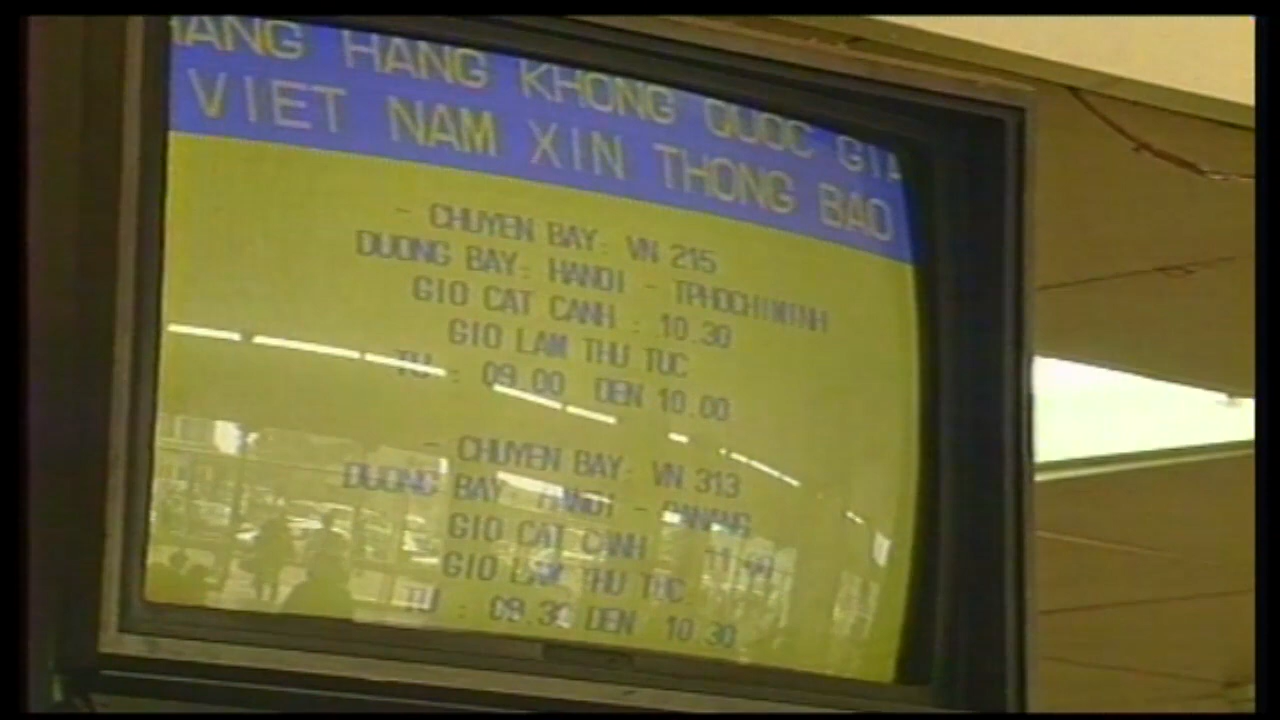 HANG HANG KHONG QUOC GIA
VIET NAM XIN THONG BAO
- CHUYEN BAY: VN 215
DUONG BAY: HANOI - TPHOCHIMINH
GIO CAT CANH : 10.30
GIO LAM THU TUC
TU : 09.00 DEN 10.00
- CHUYEN BAY: VN 313
DUONG BAY: HANOI - DANANG
GIO CAT CANH
GIO LAM THU TUC
TU : 09.30 DEN 10.30